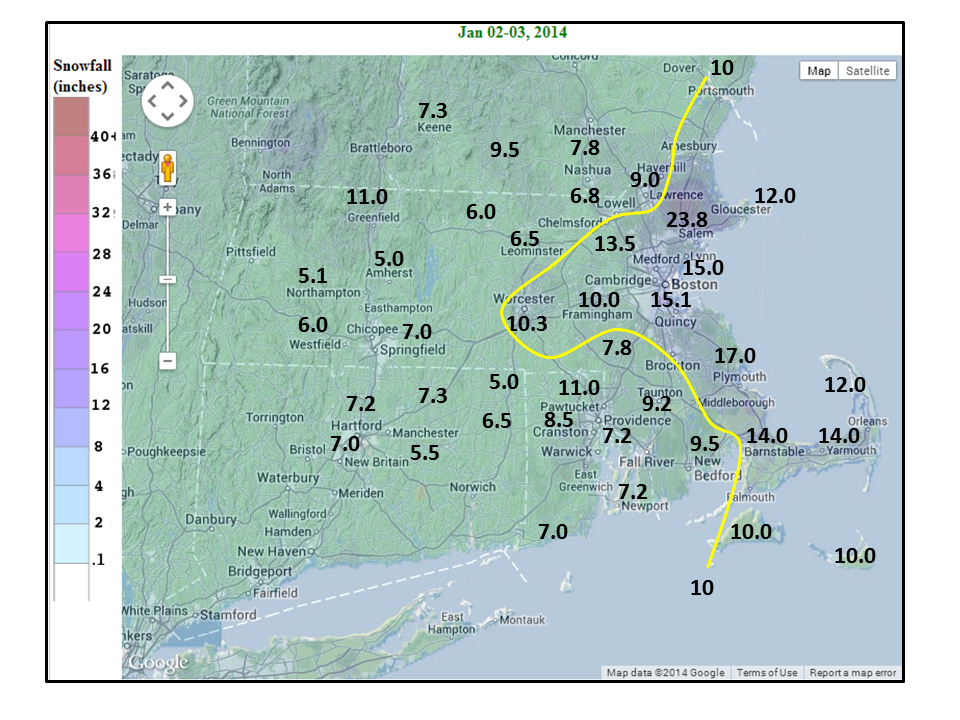 Jan 02-03, 2014
Snowfall
(inches)
40+
36
32
28
24
20
16
12
8
4
2
.1
Map
Satellite
Concord
Dover
10
Portsmouth
Green Mountain
National Forest
7.3
Keene
Manchester
Bennington
Brattleboro
9.5
7.8
Amesbury
Nashua
Haverhill
North
Adams
9.0
11.0
6.8
Lawrence
12.0
Lowell
Greenfield
6.0
Chelmsford
23.8
Gloucester
Delmar
Salem
6.5
13.5
Pittsfield
Leominster
5.0
Medford
Lynn
Amherst
15.0
5.1
Cambridge
Boston
Northampton
Worcester
10.0
15.1
Hudson
Easthampton
Framingham
6.0
Chicopee
7.0
10.3
Quincy
Westfield
Springfield
7.8
17.0
Brockton
Plymouth
5.0
11.0
12.0
7.3
Taunton
7.2
Pawtucket
9.2
Middleborough
Torrington
Hartford
6.5
8.5
Providence
Orleans
Manchester
Cranston
7.2
9.5
14.0
14.0
Bristol
7.0
5.5
Warwick
Barnstable
Yarmouth
Poughkeepsie
New Britain
Fall River
New
Bedford
Waterbury
Norwich
East
Greenwich
Meriden
7.2
Falmouth
Newport
Danbury
Wallingford
Hamden
7.0
10.0
New Haven
10.0
Bridgeport
10
Fairfield
White Plains
Stamford
East
Hampton
Montauk
Google
Map data ©2014 Google
Terms of Use
Report a map error